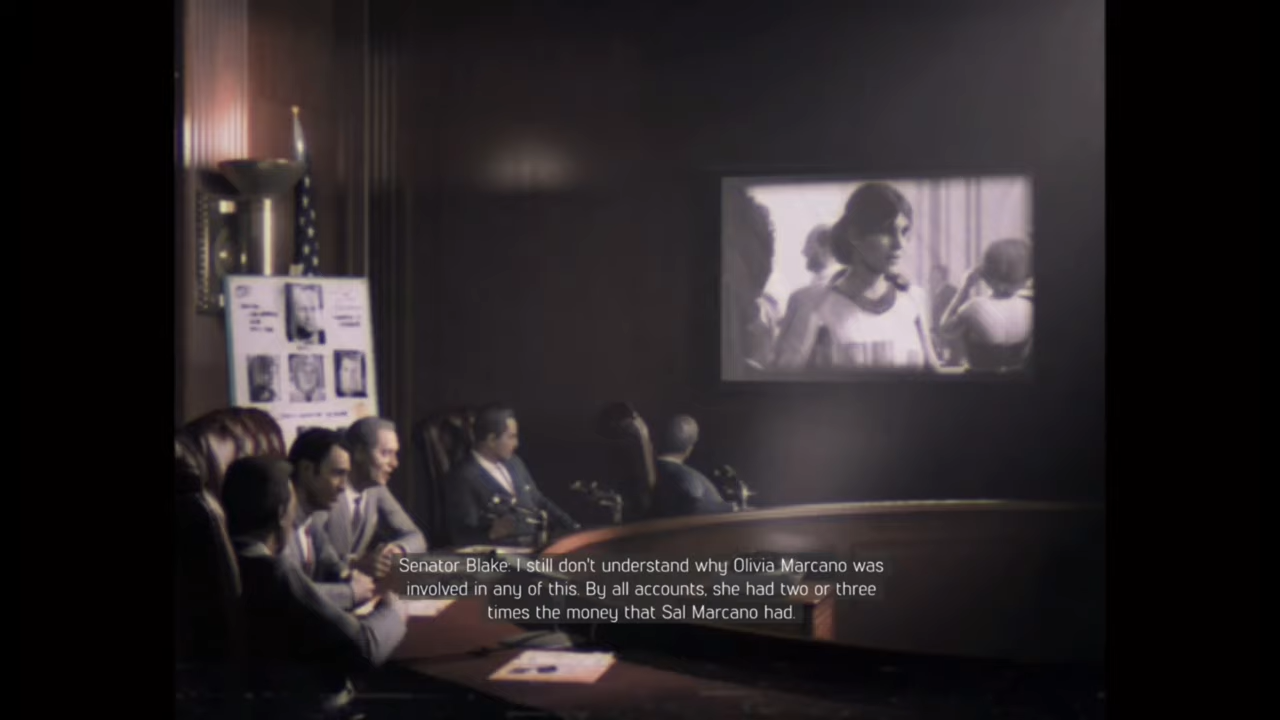 Senator Blake: I still don't understand why Olivia Marcano was
involved in any of this. By all accounts, she had two or three
times the money that Sal Marcano had.